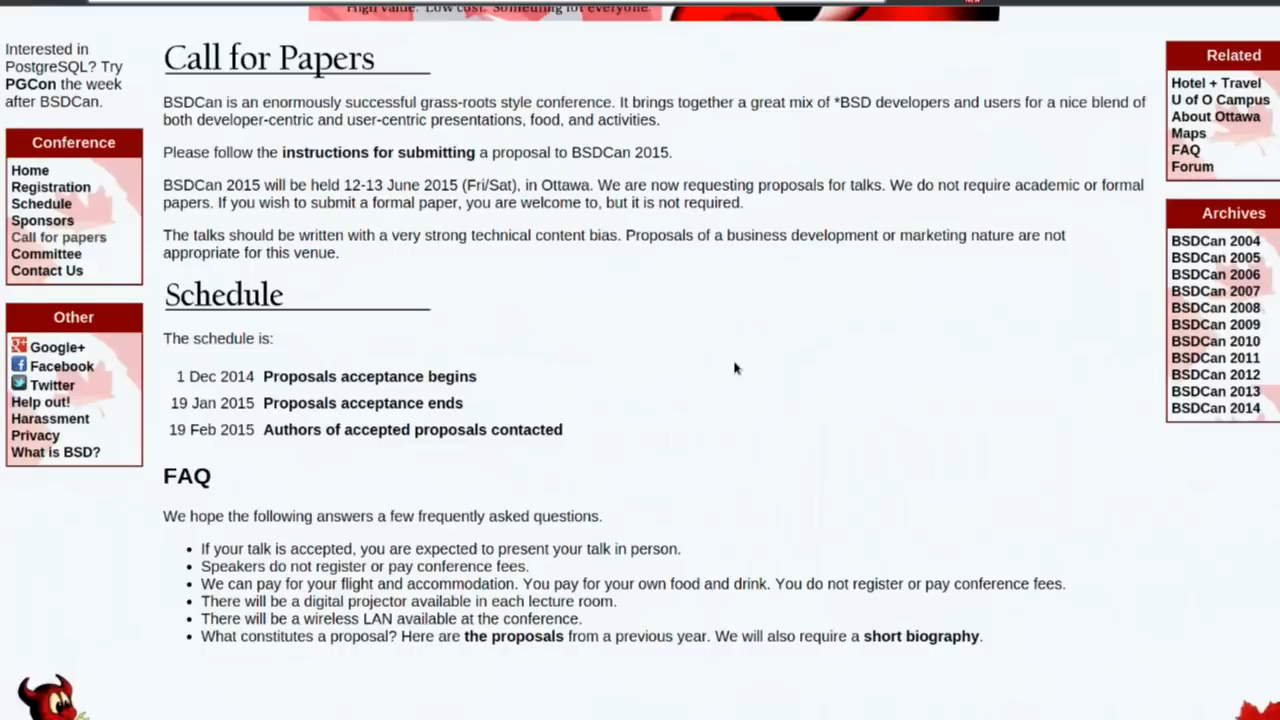 High value. Low cost. Something for everyone.
Interested in
PostgreSQL? Try
PGCon the week
after BSDCan.
Conference
Home
Registration
Schedule
Sponsors
Call for papers
Committee
Contact Us
Other
Google+
Facebook
Twitter
Help out!
Harassment
Privacy
What is BSD?
Call for Papers
BSDCan is an enormously successful grass-roots style conference. It brings together a great mix of *BSD developers and users for a nice blend of
both developer-centric and user-centric presentations, food, and activities.
Please follow the instructions for submitting a proposal to BSDCan 2015.
BSDCan 2015 will be held 12-13 June 2015 (Fri/Sat), in Ottawa. We are now requesting proposals for talks. We do not require academic or formal
papers. If you wish to submit a formal paper, you are welcome to, but it is not required.
The talks should be written with a very strong technical content bias. Proposals of a business development or marketing nature are not
appropriate for this venue.
Schedule
The schedule is:
1 Dec 2014 Proposals acceptance begins
19 Jan 2015 Proposals acceptance ends
19 Feb 2015 Authors of accepted proposals contacted
FAQ
We hope the following answers a few frequently asked questions.
• If your talk is accepted, you are expected to present your talk in person.
• Speakers do not register or pay conference fees.
• We can pay for your flight and accommodation. You pay for your own food and drink. You do not register or pay conference fees.
• There will be a digital projector available in each lecture room.
• There will be a wireless LAN available at the conference.
• What constitutes a proposal? Here are the proposals from a previous year. We will also require a short biography.
Related
Hotel + Travel
U of O Campus
About Ottawa
Maps
FAQ
Forum
Archives
BSDCan 2004
BSDCan 2005
BSDCan 2006
BSDCan 2007
BSDCan 2008
BSDCan 2009
BSDCan 2010
BSDCan 2011
BSDCan 2012
BSDCan 2013
BSDCan 2014